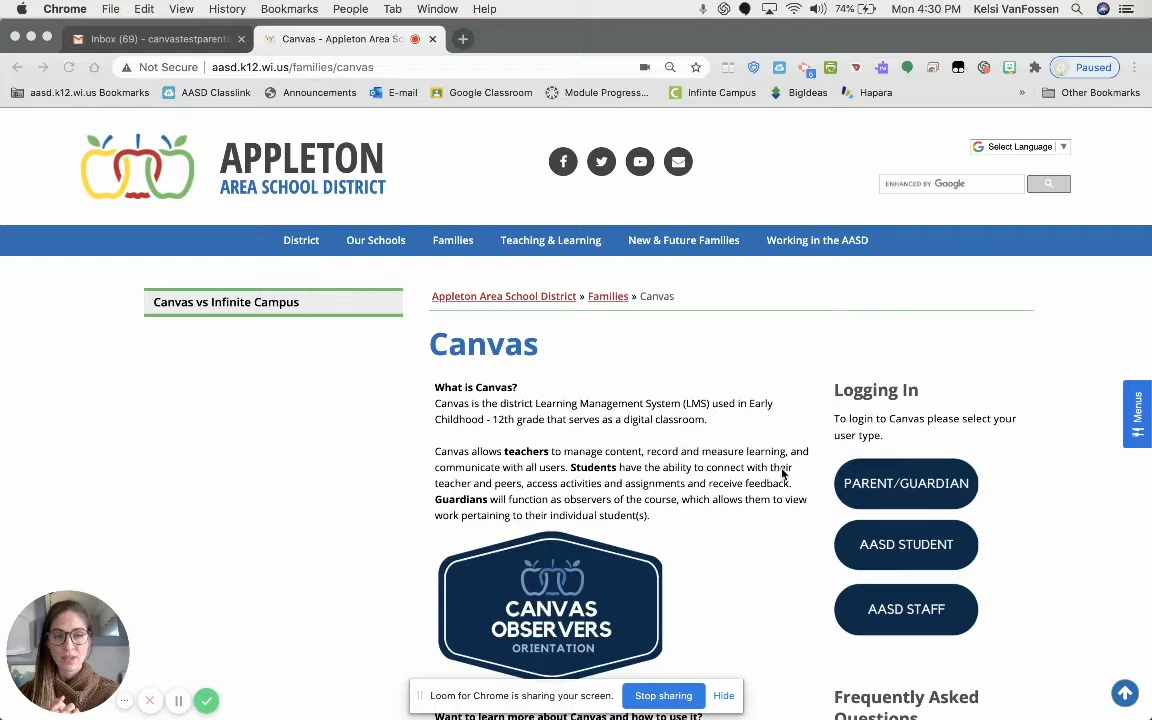 Chrome File Edit View History Bookmarks People Tab Window Help 74% Mon 4:30 PM Kelsi VanFossen
Inbox (69) - canvastestparenta
Canvas - Appleton Area Sc
Not Secure aasd.k12.wi.us/families/canvas
Paused
aasd.k12.wi.us Bookmarks AASD Classlink Announcements E-mail Google Classroom Module Progress... Infinte Campus BigIdeas Hapara » Other Bookmarks
APPLETON
AREA SCHOOL DISTRICT
Select Language
ENHANCED BY Google
District Our Schools Families Teaching & Learning New & Future Families Working in the AASD
Canvas vs Infinite Campus
Appleton Area School District » Families » Canvas
Canvas
What is Canvas?
Canvas is the district Learning Management System (LMS) used in Early
Childhood - 12th grade that serves as a digital classroom.
Canvas allows teachers to manage content, record and measure learning, and
communicate with all users. Students have the ability to connect with their
teacher and peers, access activities and assignments and receive feedback.
Guardians will function as observers of the course, which allows them to view
work pertaining to their individual student(s).
CANVAS
OBSERVERS
ORIENTATION
Want to learn more about Canvas and how to use it?
Logging In
To login to Canvas please select your
user type.
PARENT/GUARDIAN
AASD STUDENT
AASD STAFF
Frequently Asked
Questions
Menus
Loom for Chrome is sharing your screen. Stop sharing Hide